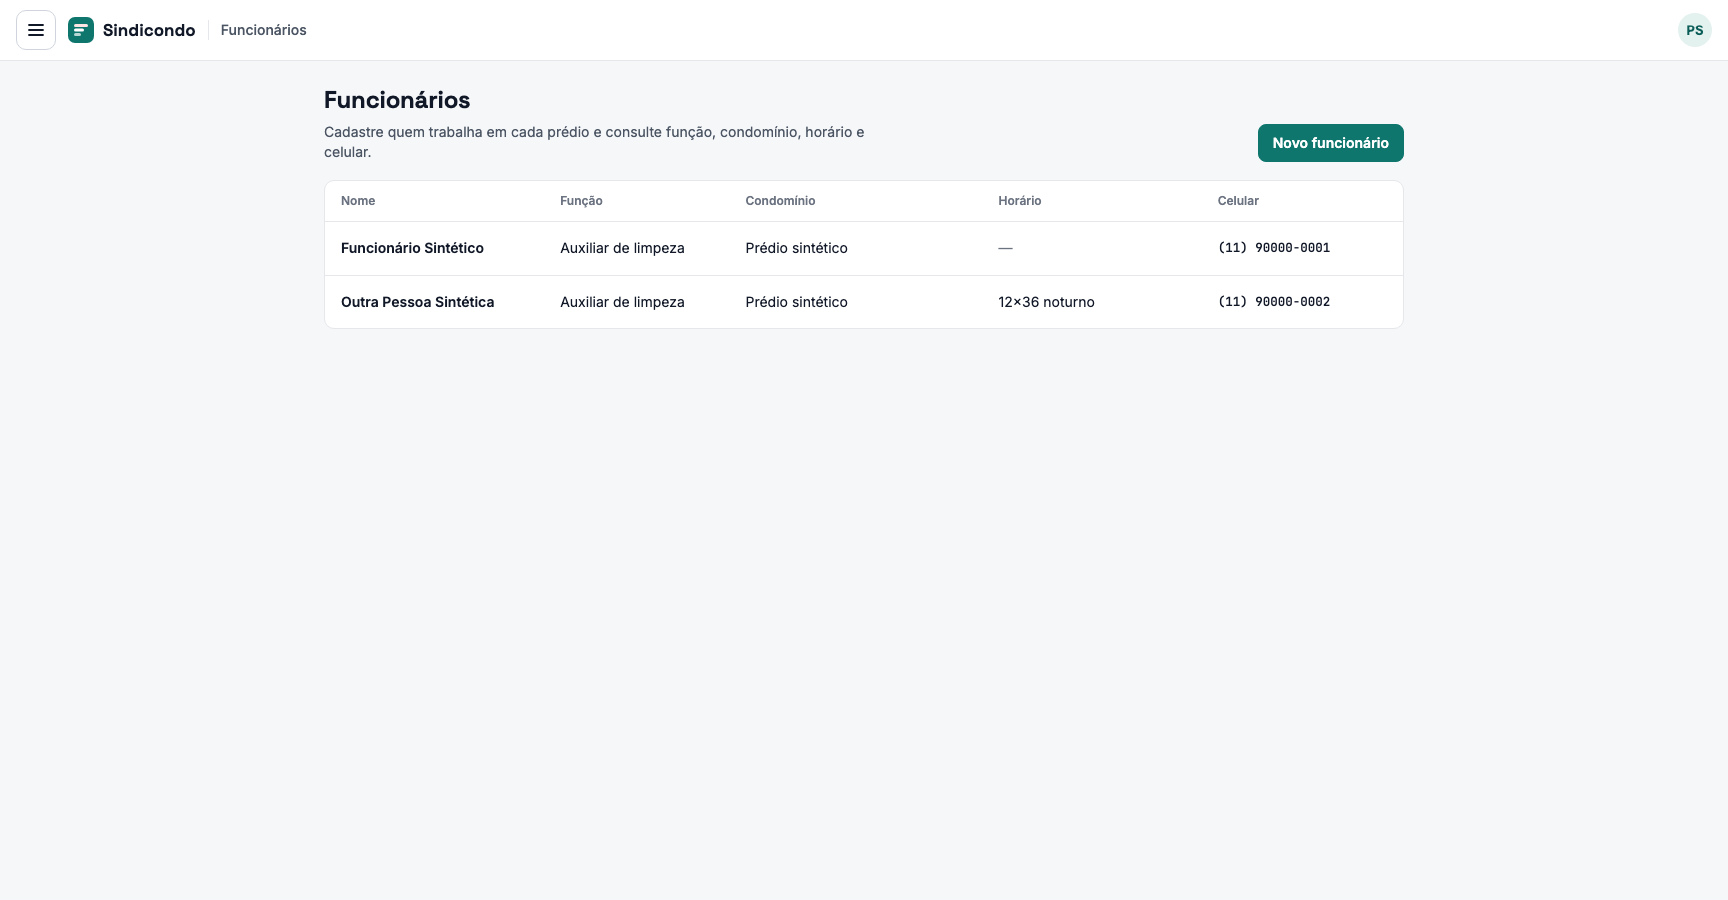 Sindicondo Funcionários PS
Funcionários
Cadastre quem trabalha em cada prédio e consulte função, condomínio, horário e
celular.
Novo funcionário
Nome Função Condomínio Horário Celular
Funcionário Sintético Auxiliar de limpeza Prédio sintético — (11) 90000-0001
Outra Pessoa Sintética Auxiliar de limpeza Prédio sintético 12×36 noturno (11) 90000-0002